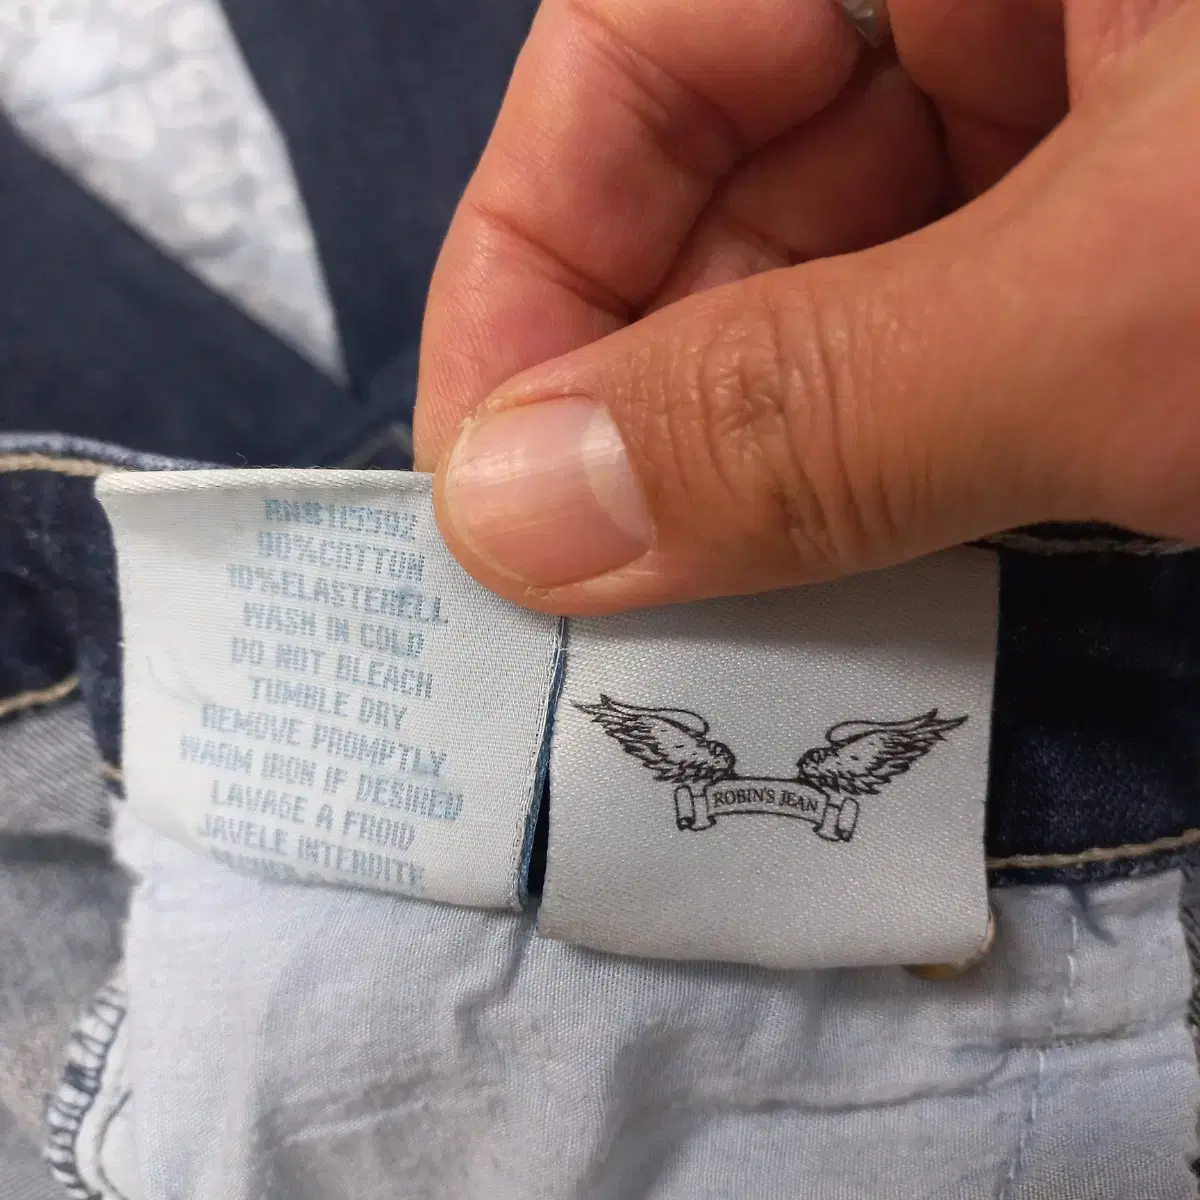 RN#115592
90%COTTON
10%ELASTERELL
WASH IN COLD
DO NOT BLEACH
TUMBLE DRY
REMOVE PROMPTLY
WARM IRON IF DESIRED
LAVAGE A FROID
JAVELE INTERDITE
ROBIN'S JEAN